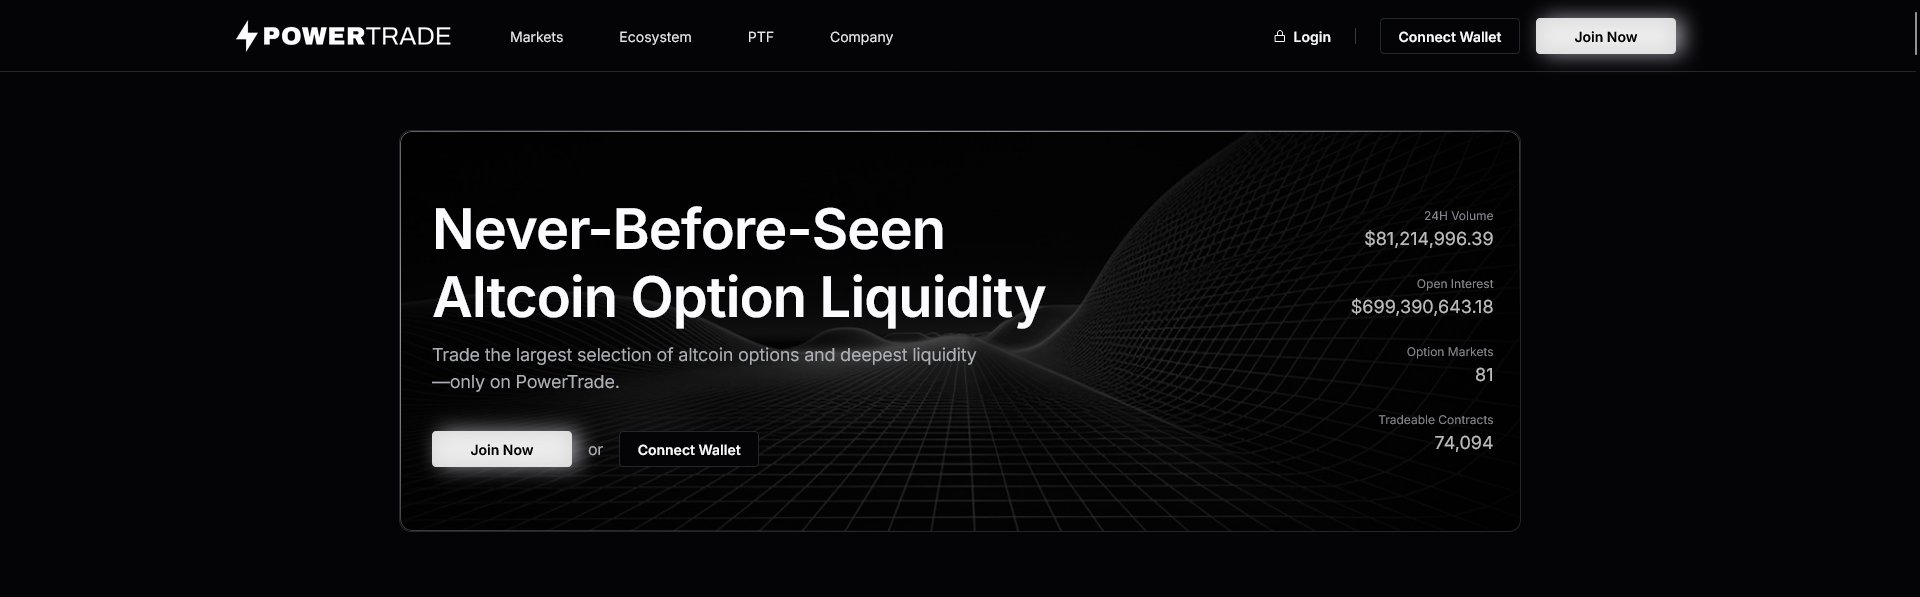 POWERTRADE
Markets
Ecosystem
PTF
Company
Login
Connect Wallet
Join Now
Never-Before-Seen
Altcoin Option Liquidity
Trade the largest selection of altcoin options and deepest liquidity
—only on PowerTrade.
Join Now
or
Connect Wallet
24H Volume
$81,214,996.39
Open Interest
$699,390,643.18
Option Markets
81
Tradeable Contracts
74,094